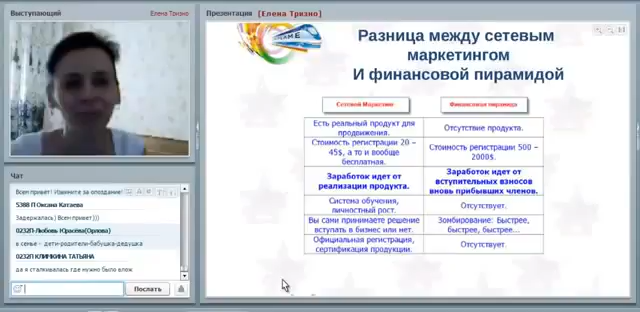 Выступающий
Елена Тризно
Презентация [Елена Тризно]
Разница между сетевым
маркетингом
И финансовой пирамидой
Сетевой Маркетинг
Финансовая пирамида
Есть реальный продукт для
продвижения.
Отсутствие продукта.
Стоимость регистрации 20 –
45$, а то и вообще
бесплатная.
Стоимость регистрации 500 –
2000$.
Заработок идет от
реализации продукта.
Заработок идет от
вступительных взносов
вновь прибывших членов.
Система обучения,
личностный рост.
Отсутствует.
Вы сами принимаете решение
вступать в бизнес или нет.
Зомбирование: Быстрее,
быстрее, быстрее...
Официальная регистрация,
сертификация продукции.
Отсутствует.
Чат
Всем привет! Извините за опоздание!
5388 П Оксана Катаева
Задержалась) Всем привет)))
0232П-Любовь Юрасёва(Орлова)
в семье - дети-родители-бабушка-дедушка
0232П КЛИМКИНА ТАТЬЯНА
да я сталкивалась где нужно было влож
Послать